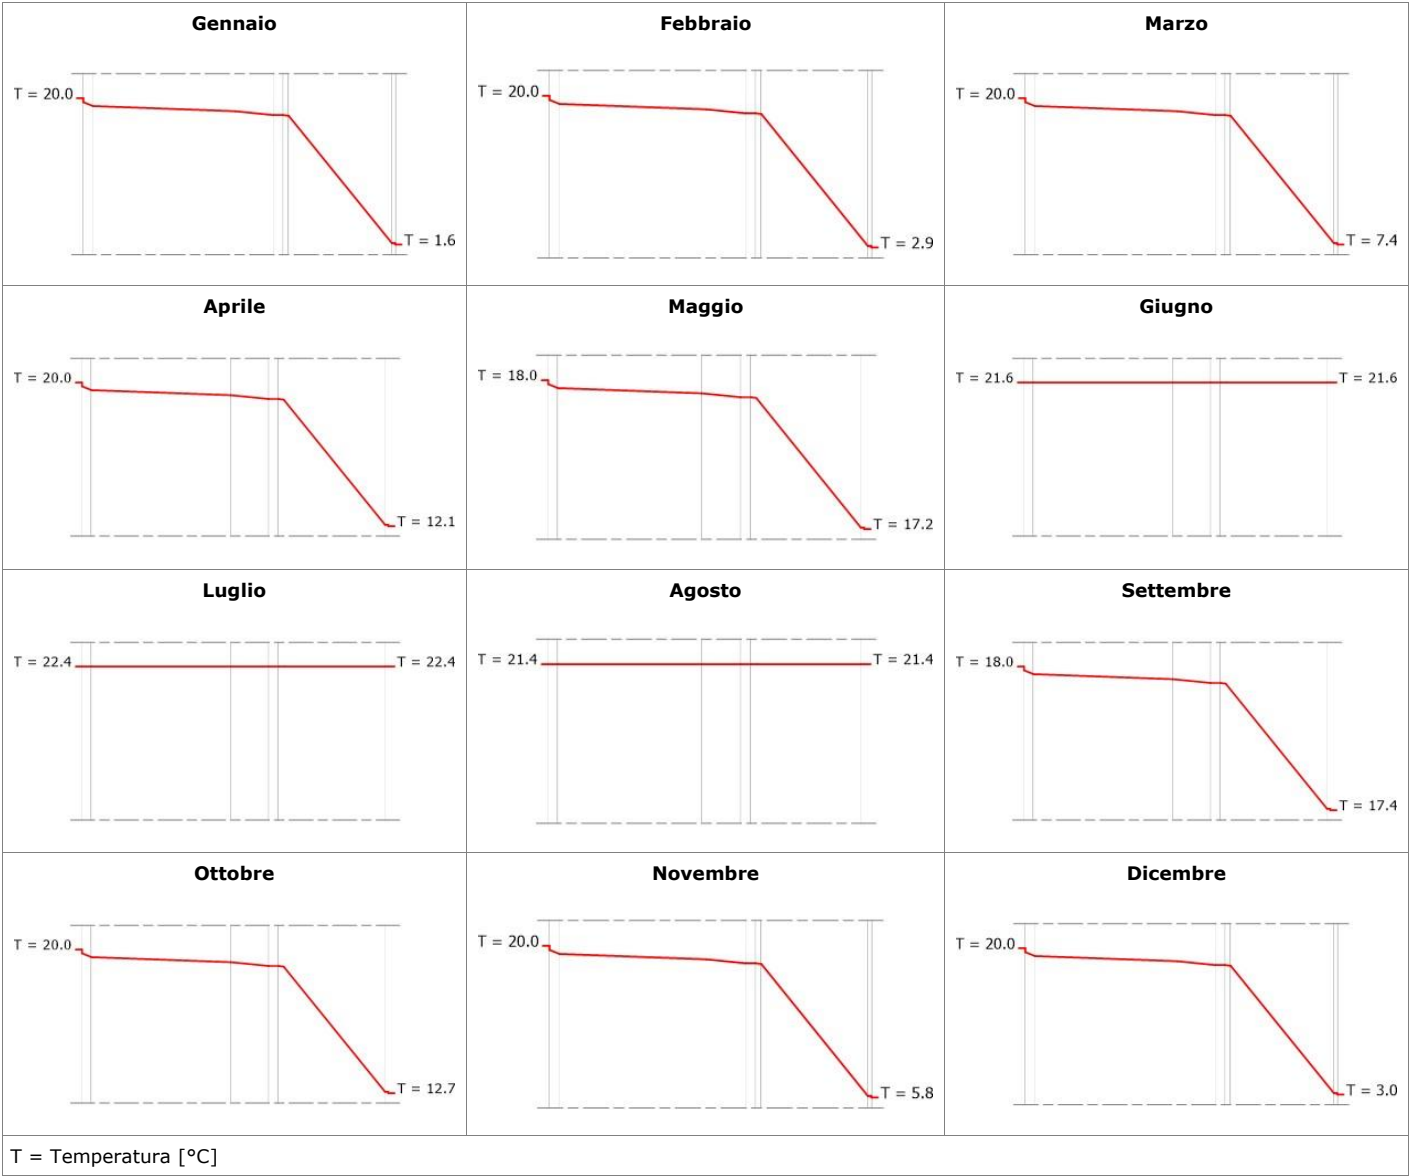 Gennaio
T = 20.0
T = 1.6
Febbraio
T = 20.0
T = 2.9
Marzo
T = 20.0
T = 7.4
Aprile
T = 20.0
T = 12.1
Maggio
T = 18.0
T = 17.2
Giugno
T = 21.6
T = 21.6
Luglio
T = 22.4
T = 22.4
Agosto
T = 21.4
T = 21.4
Settembre
T = 18.0
T = 17.4
Ottobre
T = 20.0
T = 12.7
Novembre
T = 20.0
T = 5.8
Dicembre
T = 20.0
T = 3.0
T = Temperatura [°C]